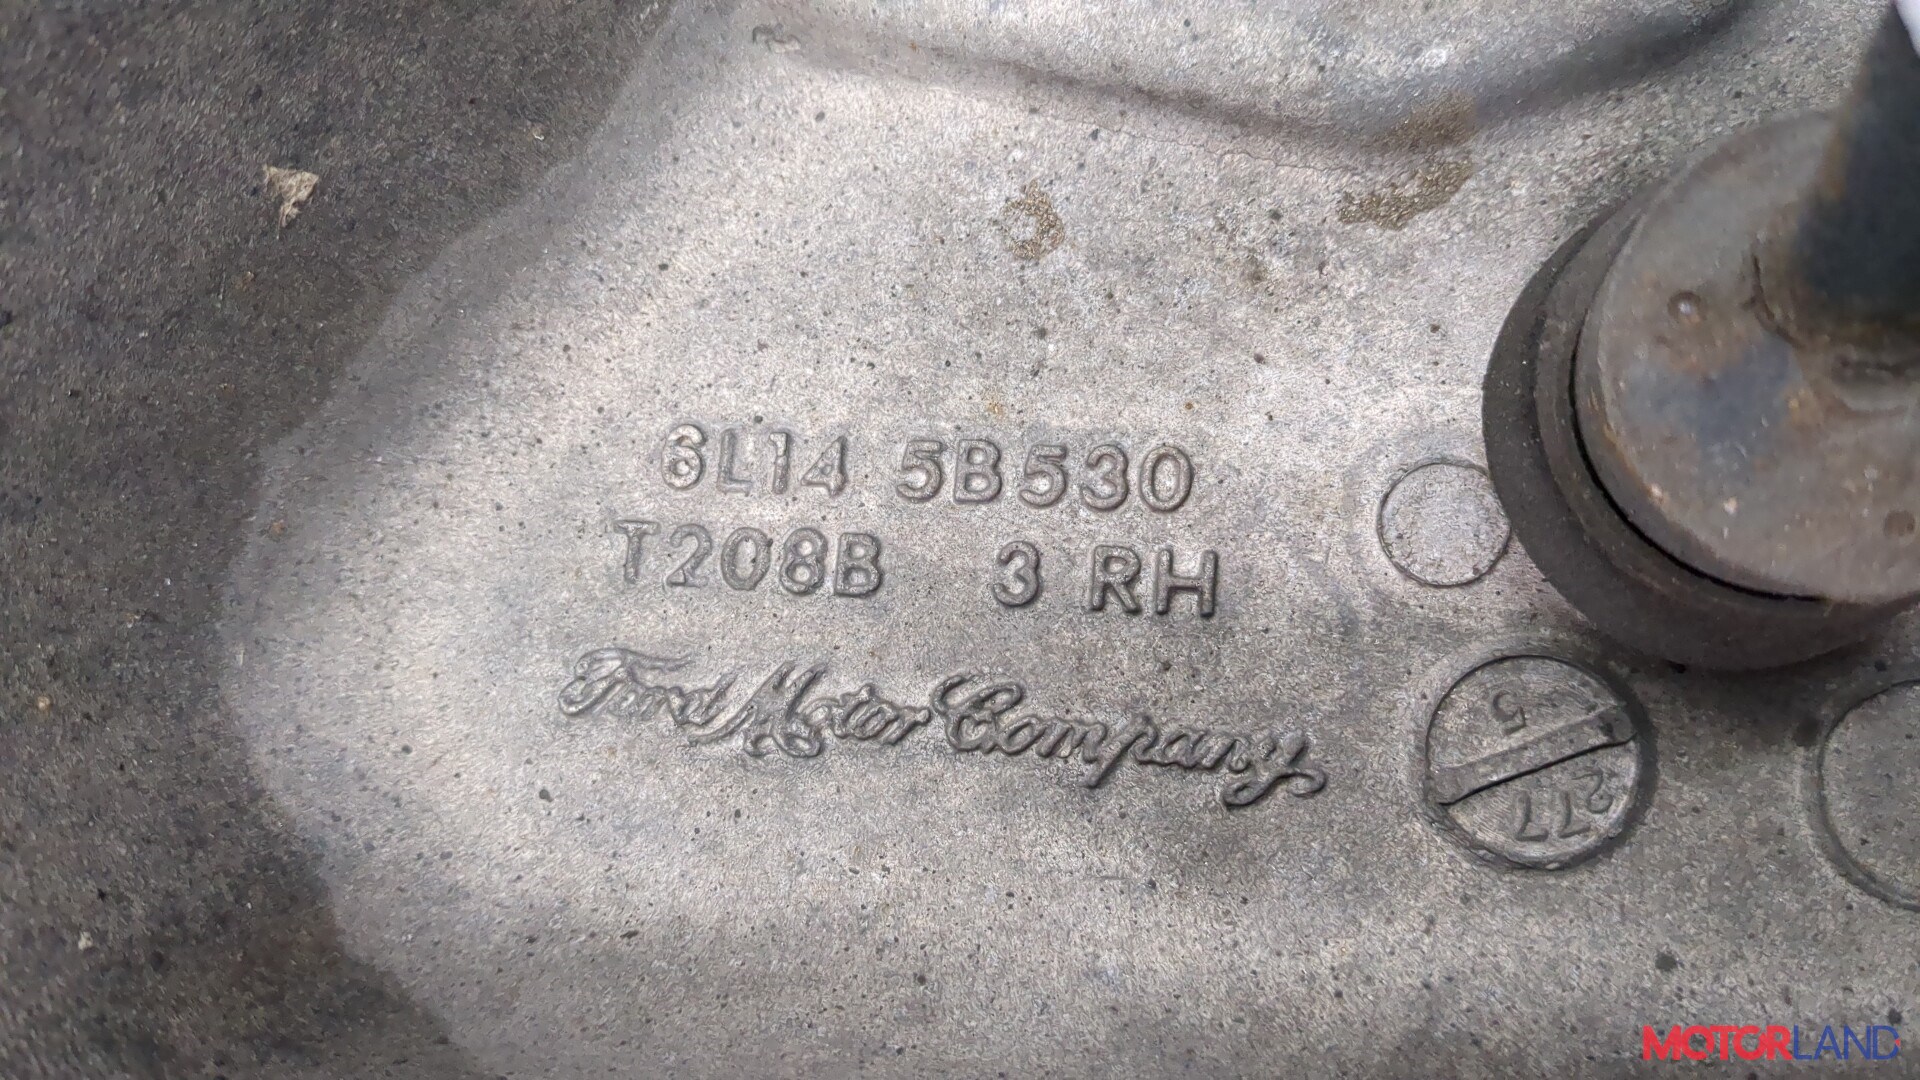 6L14 5B530
T208B 3 RH
Ford Motor Company
5
277
MOTORLAND